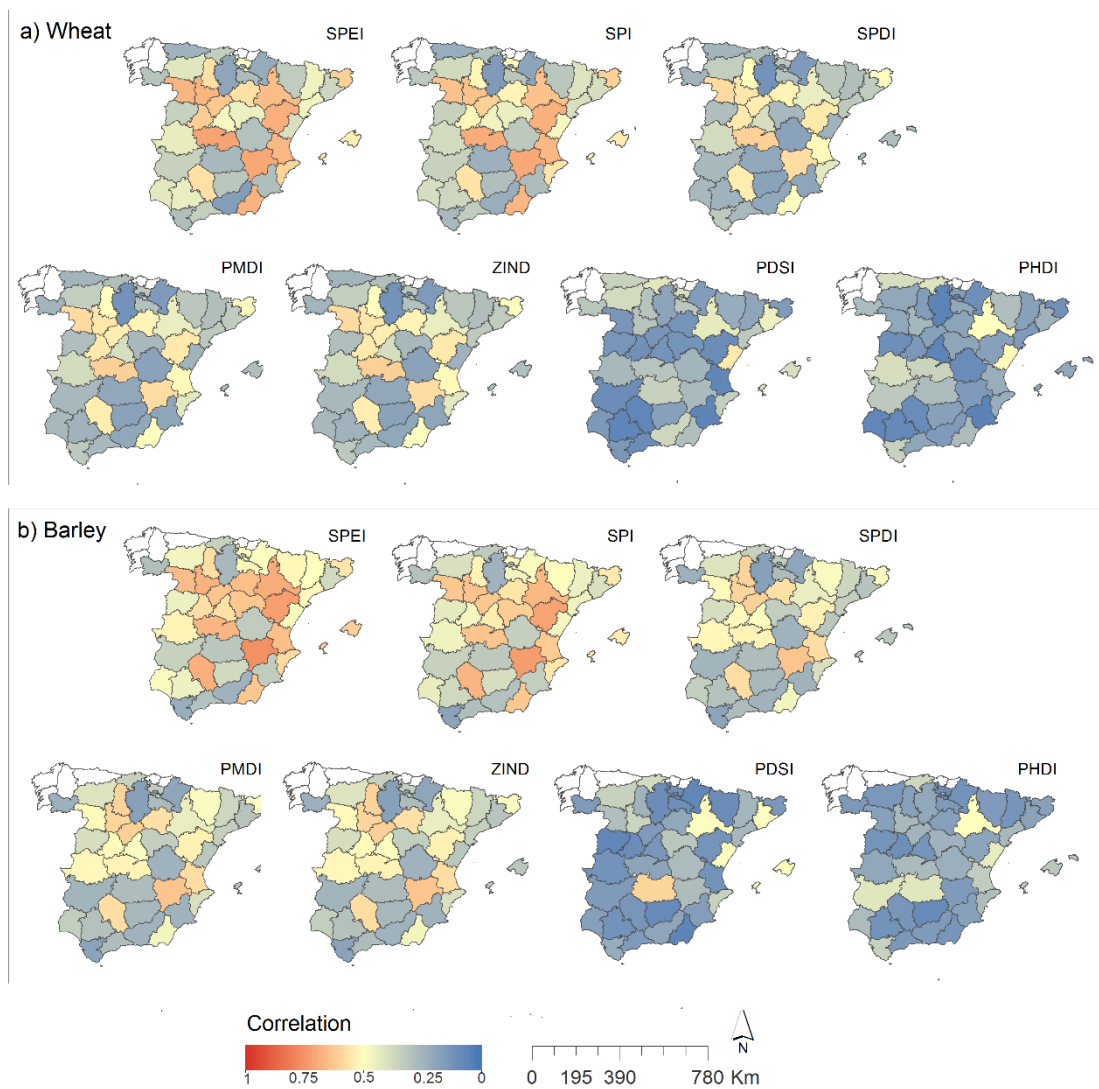 a) Wheat
SPEI
SPI
SPDI
PMDI
ZIND
PDSI
PHDI
b) Barley
SPEI
SPI
SPDI
PMDI
ZIND
PDSI
PHDI
Correlation
1 0.75 0.5 0.25 0
0 195 390 780 Km
N